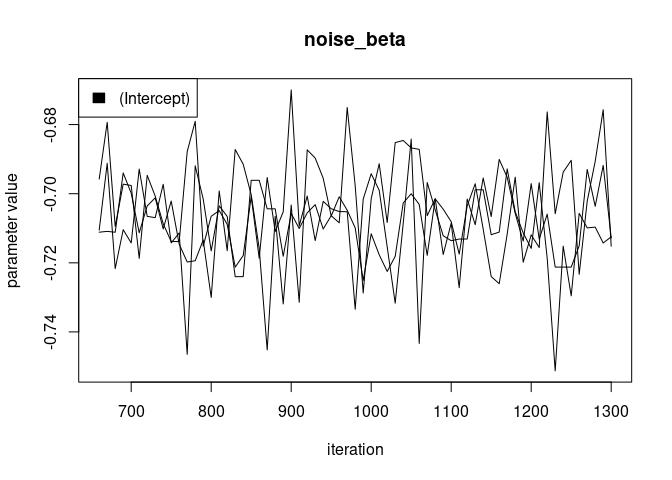 noise_beta
(Intercept)
parameter value
-0.68
-0.70
-0.72
-0.74
700 800 900 1000 1100 1200 1300
iteration